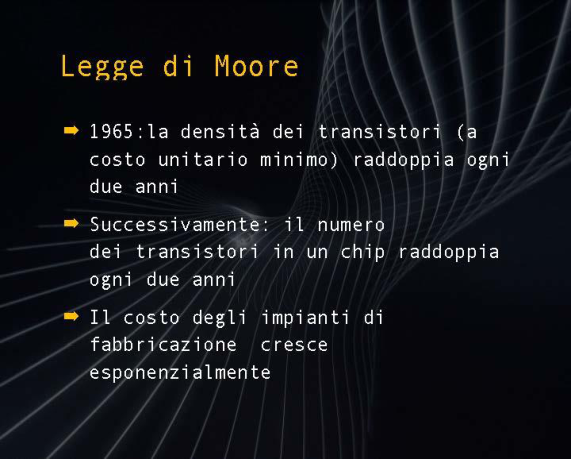 Legge di Moore
1965:la densità dei transistori (a
costo unitario minimo) raddoppia ogni
due anni
Successivamente: il numero
dei transistori in un chip raddoppia
ogni due anni
Il costo degli impianti di
fabbricazione  cresce
esponenzialmente